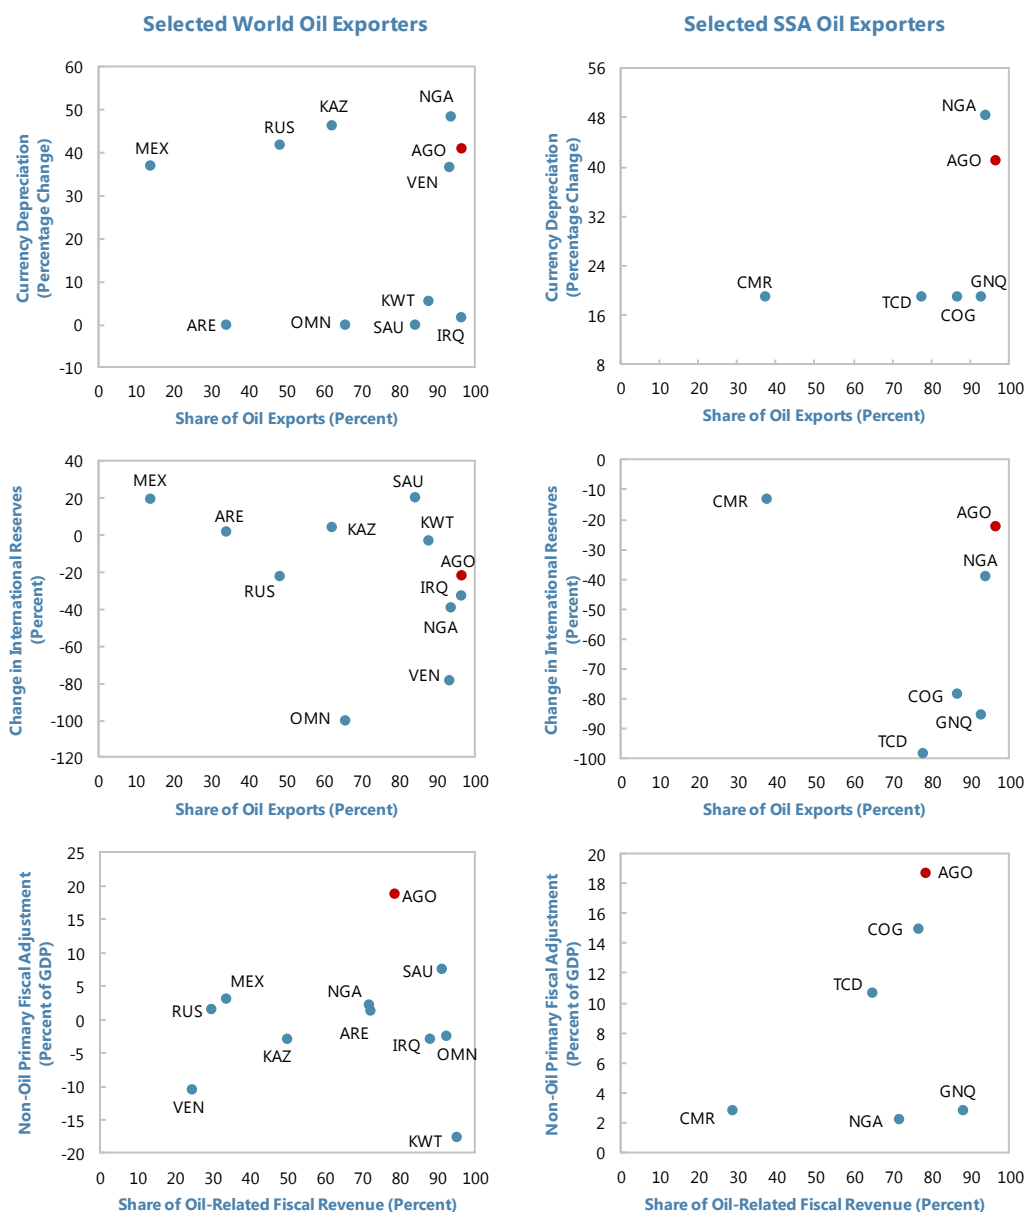 Selected World Oil Exporters
Selected SSA Oil Exporters
Currency Depreciation
(Percentage Change)
60
50
40
30
20
10
0
-10
MEX
RUS
KAZ
NGA
AGO
VEN
KWT
ARE
OMN
SAU
IRQ
0 10 20 30 40 50 60 70 80 90 100
Share of Oil Exports (Percent)
Currency Depreciation
(Percentage Change)
56
48
40
32
24
16
8
NGA
AGO
CMR
GNQ
TCD
COG
0 10 20 30 40 50 60 70 80 90 100
Share of Oil Exports (Percent)
Change in International Reserves
(Percent)
40
20
0
-20
-40
-60
-80
-100
-120
MEX
SAU
ARE
KAZ
KWT
AGO
RUS
IRQ
NGA
VEN
OMN
0 10 20 30 40 50 60 70 80 90 100
Share of Oil Exports (Percent)
Change in International Reserves
(Percent)
0
-10
-20
-30
-40
-50
-60
-70
-80
-90
-100
CMR
AGO
NGA
COG
GNQ
TCD
0 10 20 30 40 50 60 70 80 90 100
Share of Oil Exports (Percent)
Non-Oil Primary Fiscal Adjustment
(Percent of GDP)
25
20
15
10
5
0
-5
-10
-15
-20
AGO
SAU
MEX
NGA
RUS
ARE
KAZ
IRQ
OMN
VEN
KWT
0 10 20 30 40 50 60 70 80 90 100
Share of Oil-Related Fiscal Revenue (Percent)
Non-Oil Primary Fiscal Adjustment
(Percent of GDP)
20
18
16
14
12
10
8
6
4
2
0
AGO
COG
TCD
GNQ
CMR
NGA
0 10 20 30 40 50 60 70 80 90 100
Share of Oil-Related Fiscal Revenue (Percent)